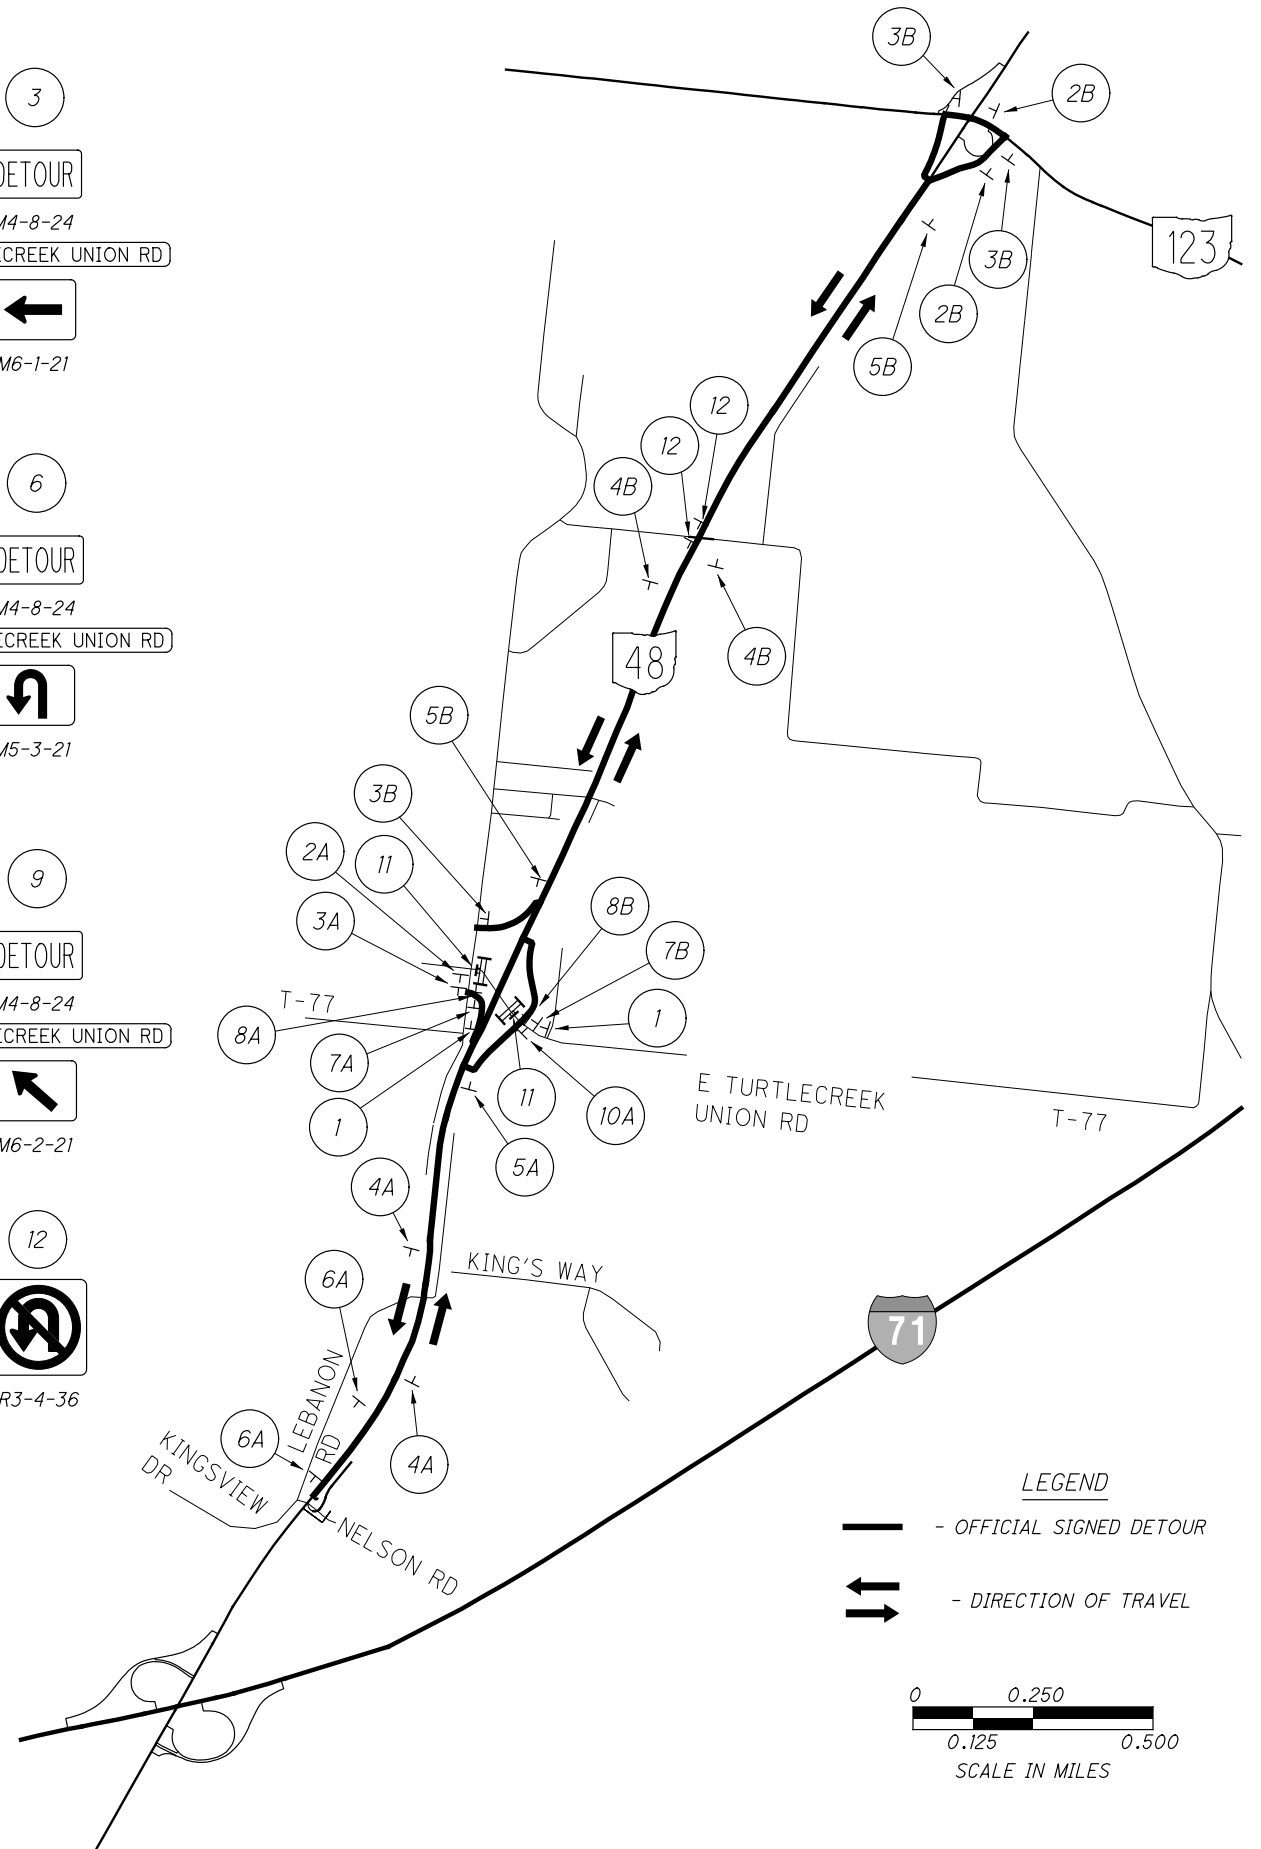 3
DETOUR
M4-8-24
CREEK UNION RD
M6-1-21
6
DETOUR
M4-8-24
ECREEK UNION RD
M5-3-21
9
DETOUR
M4-8-24
ECREEK UNION RD
M6-2-21
12
R3-4-36
3B
A
2B
123
3B
2B
5B
12
12
4B
4B
48
5B
3B
2A
11
8B
3A
7B
T-77
8A
1
7A
11
10A
1
E TURTLECREEK
UNION RD
T-77
5A
4A
KING'S WAY
6A
71
LEBANON
RD
6A
4A
KINGSVIEW
DR
NELSON RD
LEGEND
- OFFICIAL SIGNED DETOUR
- DIRECTION OF TRAVEL
0 0.250
0.125 0.500
SCALE IN MILES